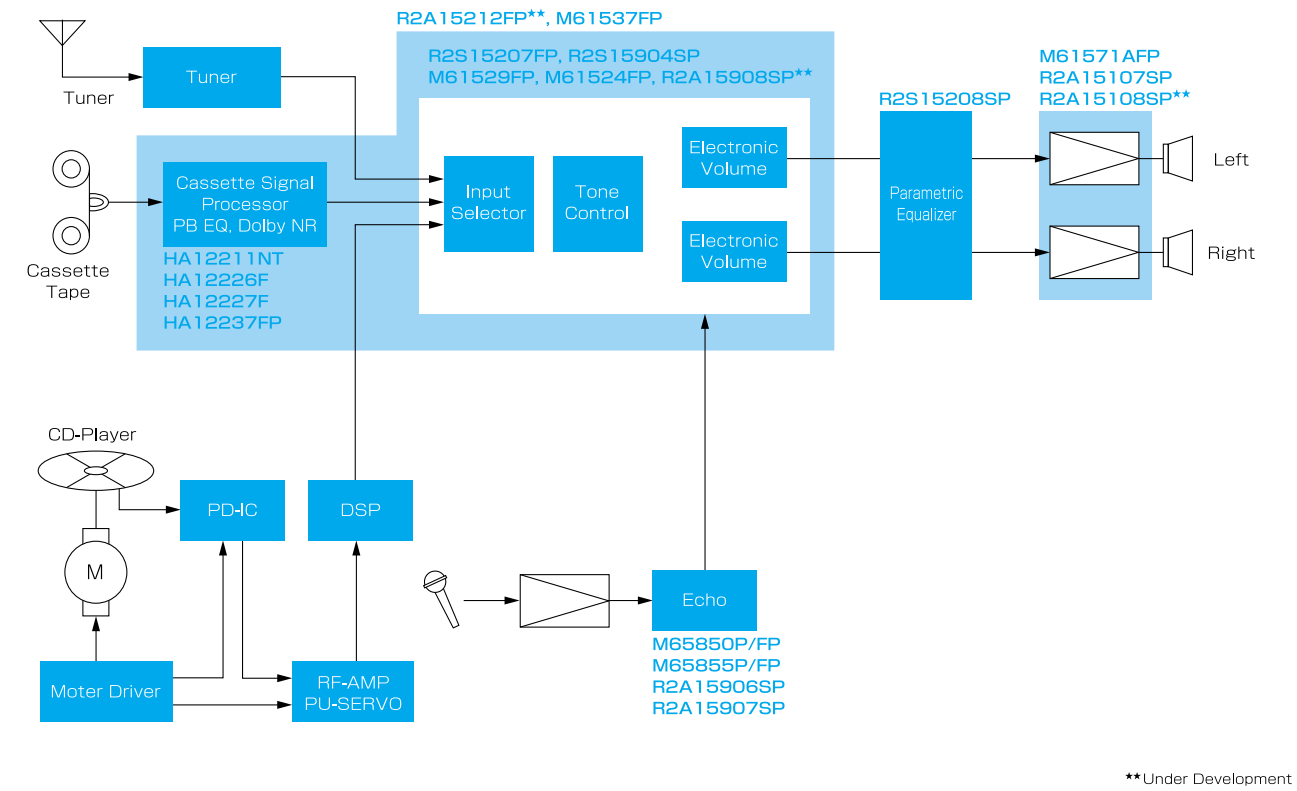 R2A15212FP★★, M61537FP
R2S15207FP, R2S15904SP
M61529FP, M61524FP, R2A15908SP★★
Tuner
Tuner
Cassette Signal
Processor
PB EQ, Dolby NR
HA12211NT
HA12226F
HA12227F
HA12237FP
Cassette
Tape
Input
Selector
Tone
Control
Electronic
Volume
Electronic
Volume
R2S15208SP
Parametric
Equalizer
M61571AFP
R2A15107SP
R2A15108SP★★
Left
Right
CD-Player
M
Moter Driver
PD-IC
DSP
RF-AMP
PU-SERVO
Echo
M65850P/FP
M65855P/FP
R2A15906SP
R2A15907SP
★★Under Development